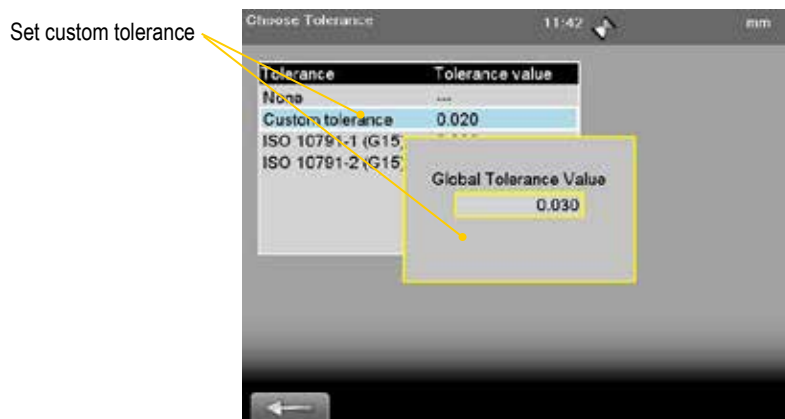 Choose Tolerance 11:42 mm
Set custom tolerance
Tolerance Tolerance value
None ---
Custom tolerance 0.020
ISO 10791-1 (G15)
ISO 10791-2 (G15)
Global Tolerance Value
0.030